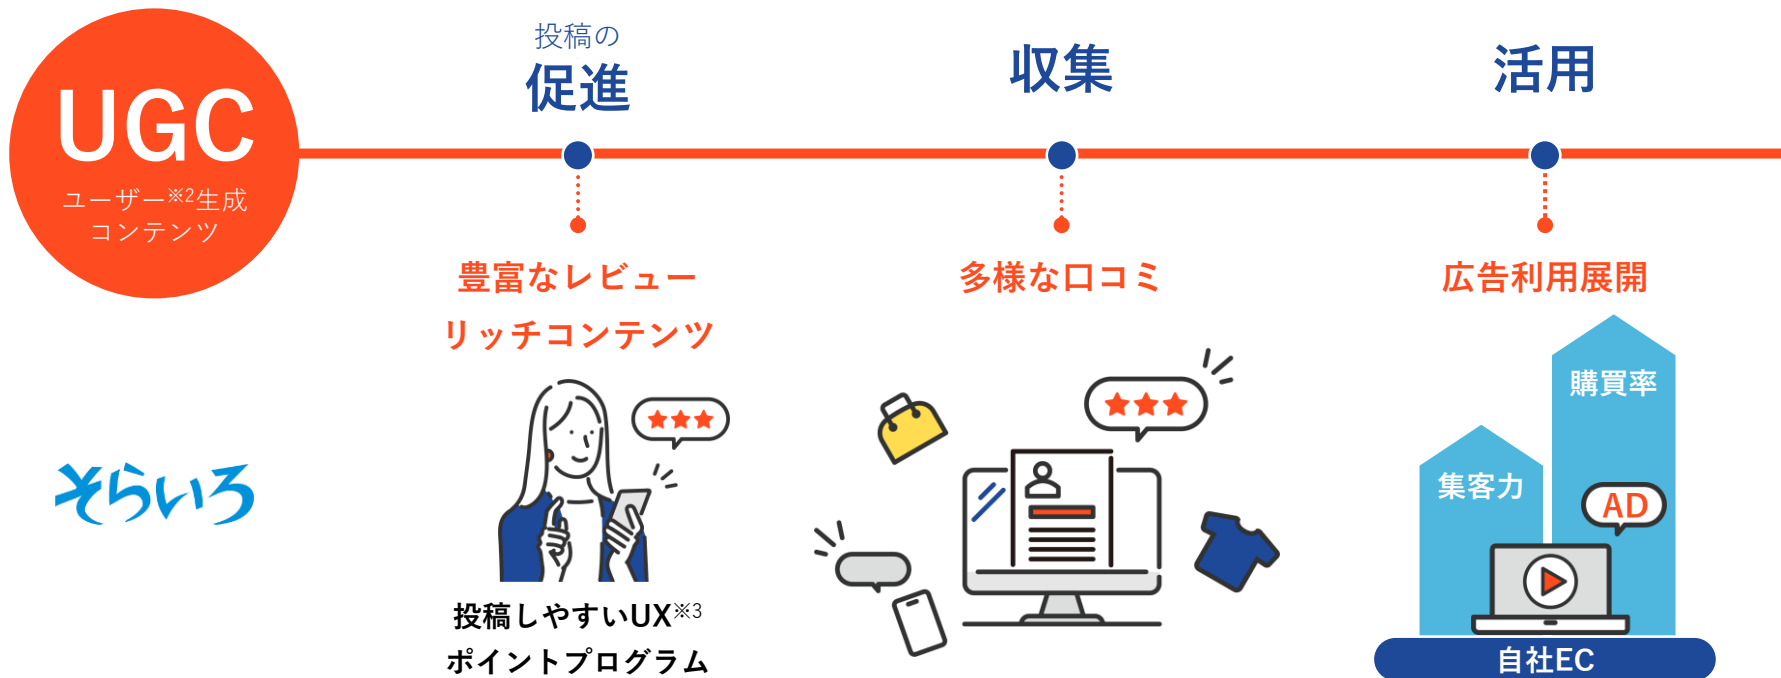 UGC
ユーザー※2生成
コンテンツ
投稿の
促進
収集
活用
豊富なレビュー
リッチコンテンツ
多様な口コミ
広告利用展開
そらいろ
投稿しやすいUX※3
ポイントプログラム
集客力
購買率
AD
自社EC